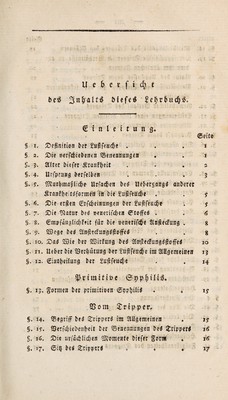 Uebersicht
des Inhalts dieses Lehrbuchs.
Einleitung.
Seite
§. 1. Definition der Lustseuche . . . . 1
§. 2. Die verschiedenen Benennungen . . . 2
§. 3. Alter dieser Krankheit . . . . 2
§. 4. Ursprung derselben . . . . 3
§. 5. Muthmaßliche Ursachen des Ueberganges anderer
Krankheitsformen in die Lustseuche . . 5
§. 6. Die ersten Erscheinungen der Lustseuche . 5
§. 7. Die Natur des venerischen Stoffes . . 6
§. 8. Empfänglichkeit für die venerische Ansteckung . 8
§. 9. Wege des Ansteckungsstoffes . . . 9
§. 10. Das Wie der Wirkung des Ansteckungsstoffes 10
§. 11. Ueber die Verhütung der Lustseuche im Allgemeinen 13
§. 12. Eintheilung der Lustseuche . . . 14
Primitive Syphilis.
§. 13. Formen der primitiven Syphilis . . 15
Vom Tripper.
§. 14. Begriff des Trippers im Allgemeinen . . 15
§. 15. Verschiedenheit der Benennungen des Trippers 16
§. 16. Die ursächlichen Momente dieser Form . 16
§. 17. Sitz des Trippers . . . . 17